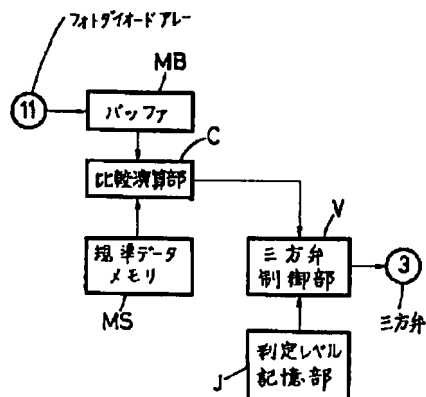 フォトダイオードアレー
MB
11
バッファ
C
比較演算部
V
規準データ
メモリ
三方弁
制御部
3
MS
三方弁
判定レベル
記憶部
J